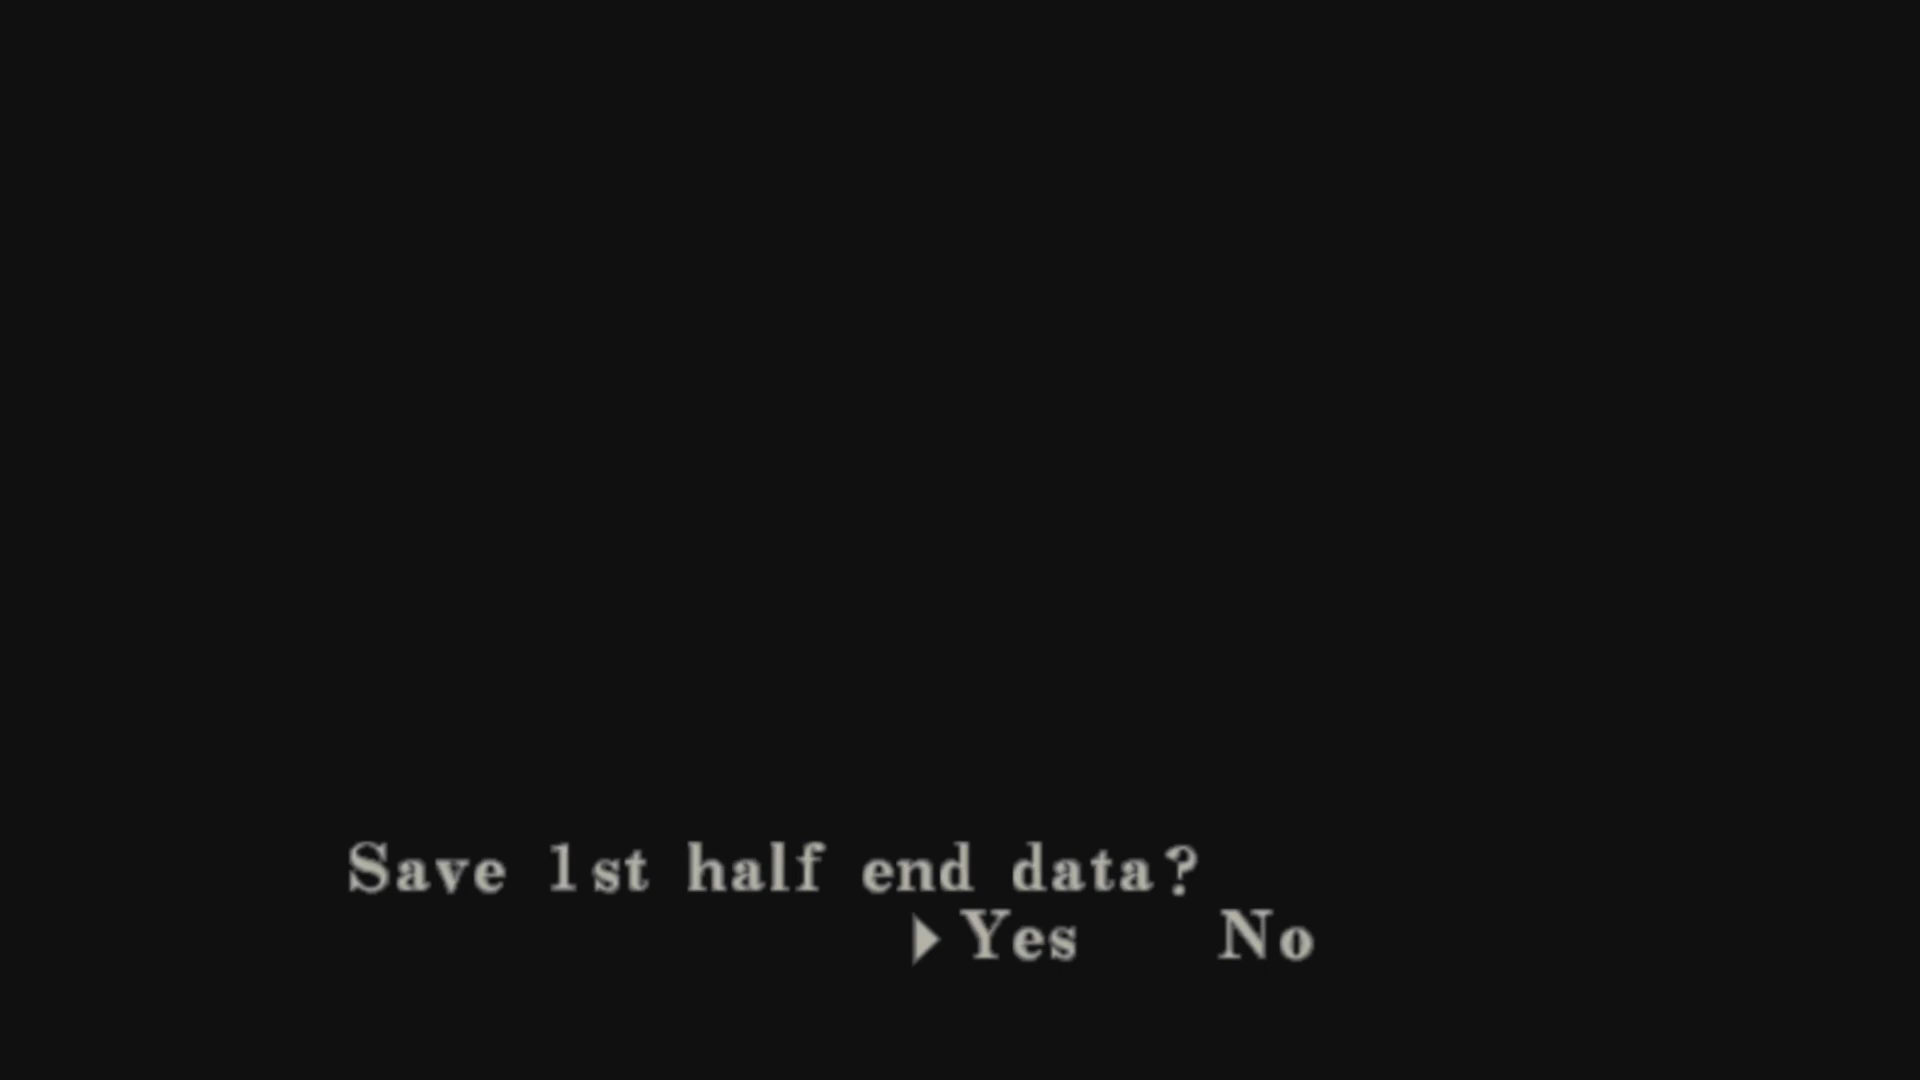 Save 1st half end data?
Yes No